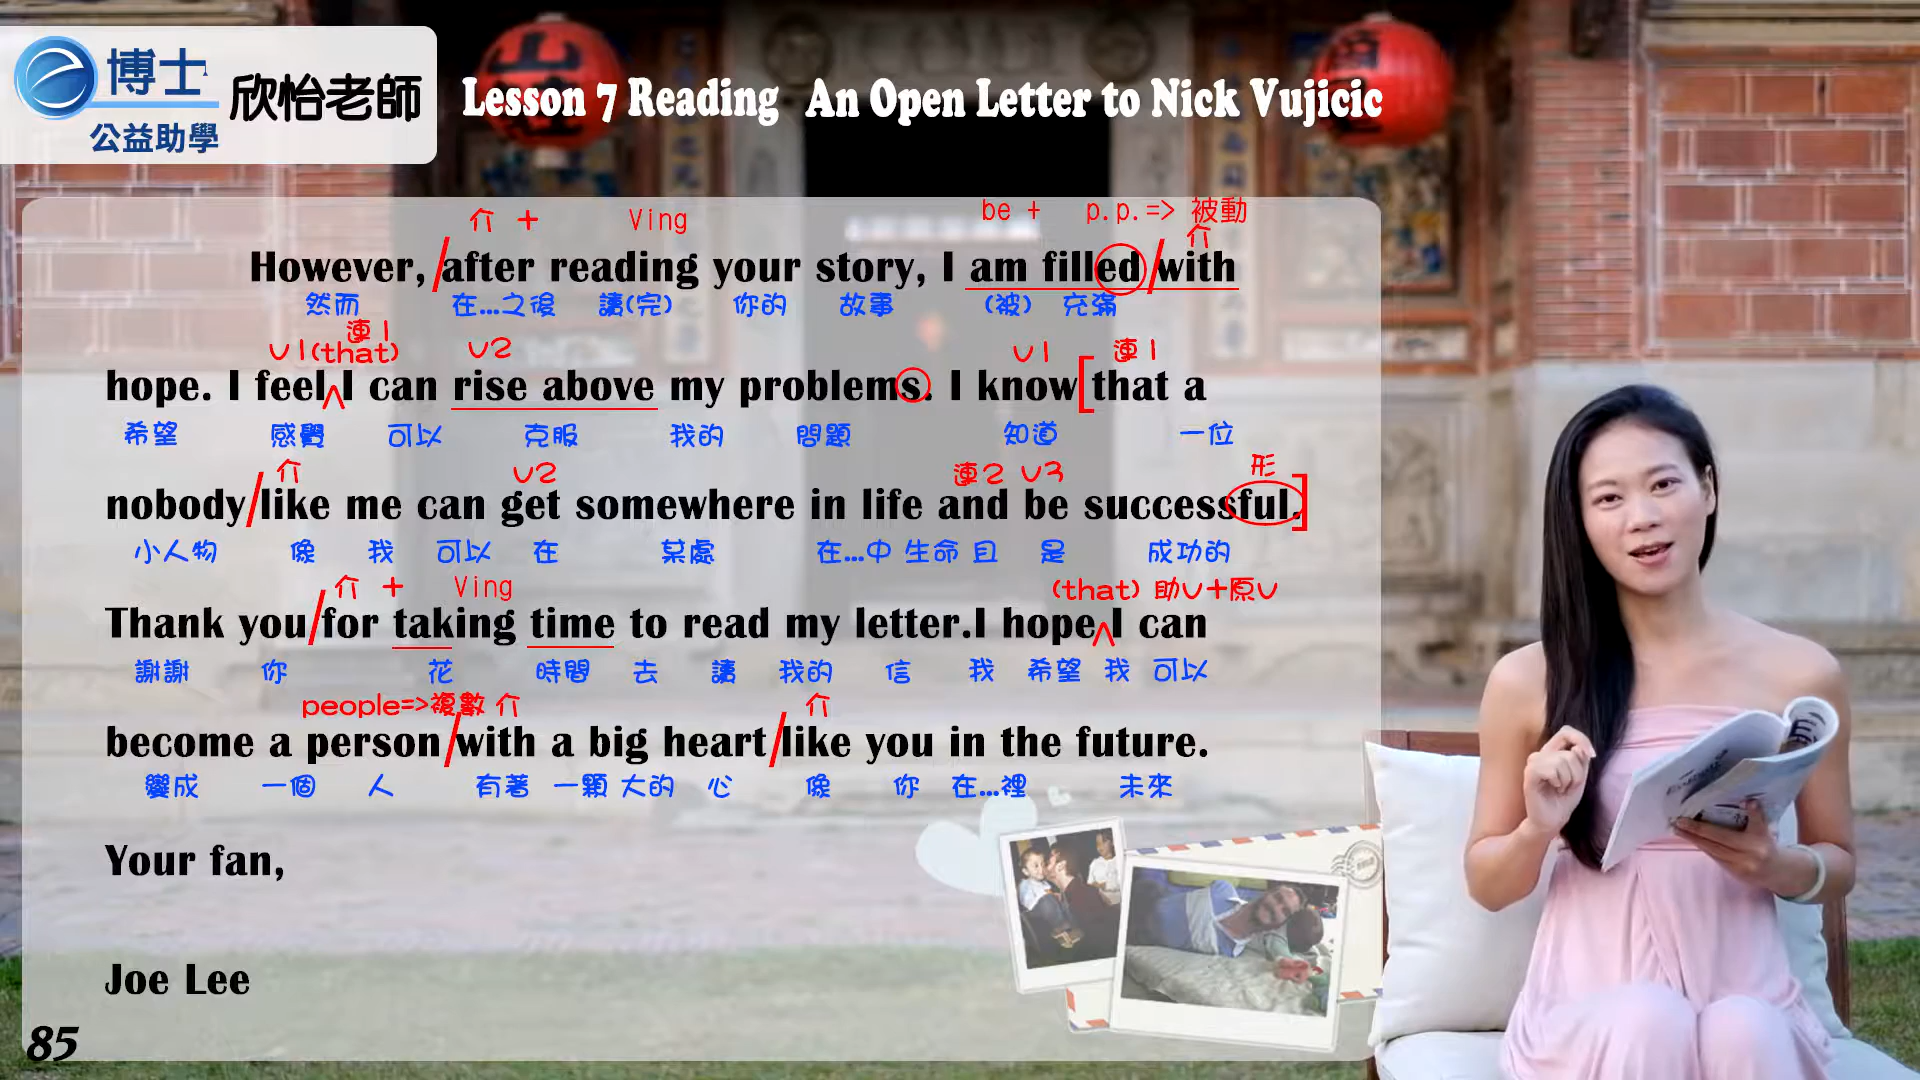 博士
公益助學
欣怡老師
Lesson 7 Reading An Open Letter to Nick Vujicic
介 + Ving be + p.p.=> 被動
介
However, after reading your story, I am filled with
然而 在...之後 讀(完) 你的 故事 (被) 充滿
連1
V1(that) V2 V1 連1
hope. I feel I can rise above my problems. I know that a
希望 感覺 可以 克服 我的 問題 知道 一位
介 V2 連2 V3 形
nobody like me can get somewhere in life and be successful.
小人物 像 我 可以 在 某處 在...中 生命 且 是 成功的
介 + Ving (that) 助V+原V
Thank you for taking time to read my letter.I hope I can
謝謝 你 花 時間 去 讀 我的 信 我 希望 我 可以
people=>複數 介 介
become a person with a big heart like you in the future.
變成 一個 人 有著 一顆 大的 心 像 你 在...裡 未來
Your fan,
Joe Lee
85